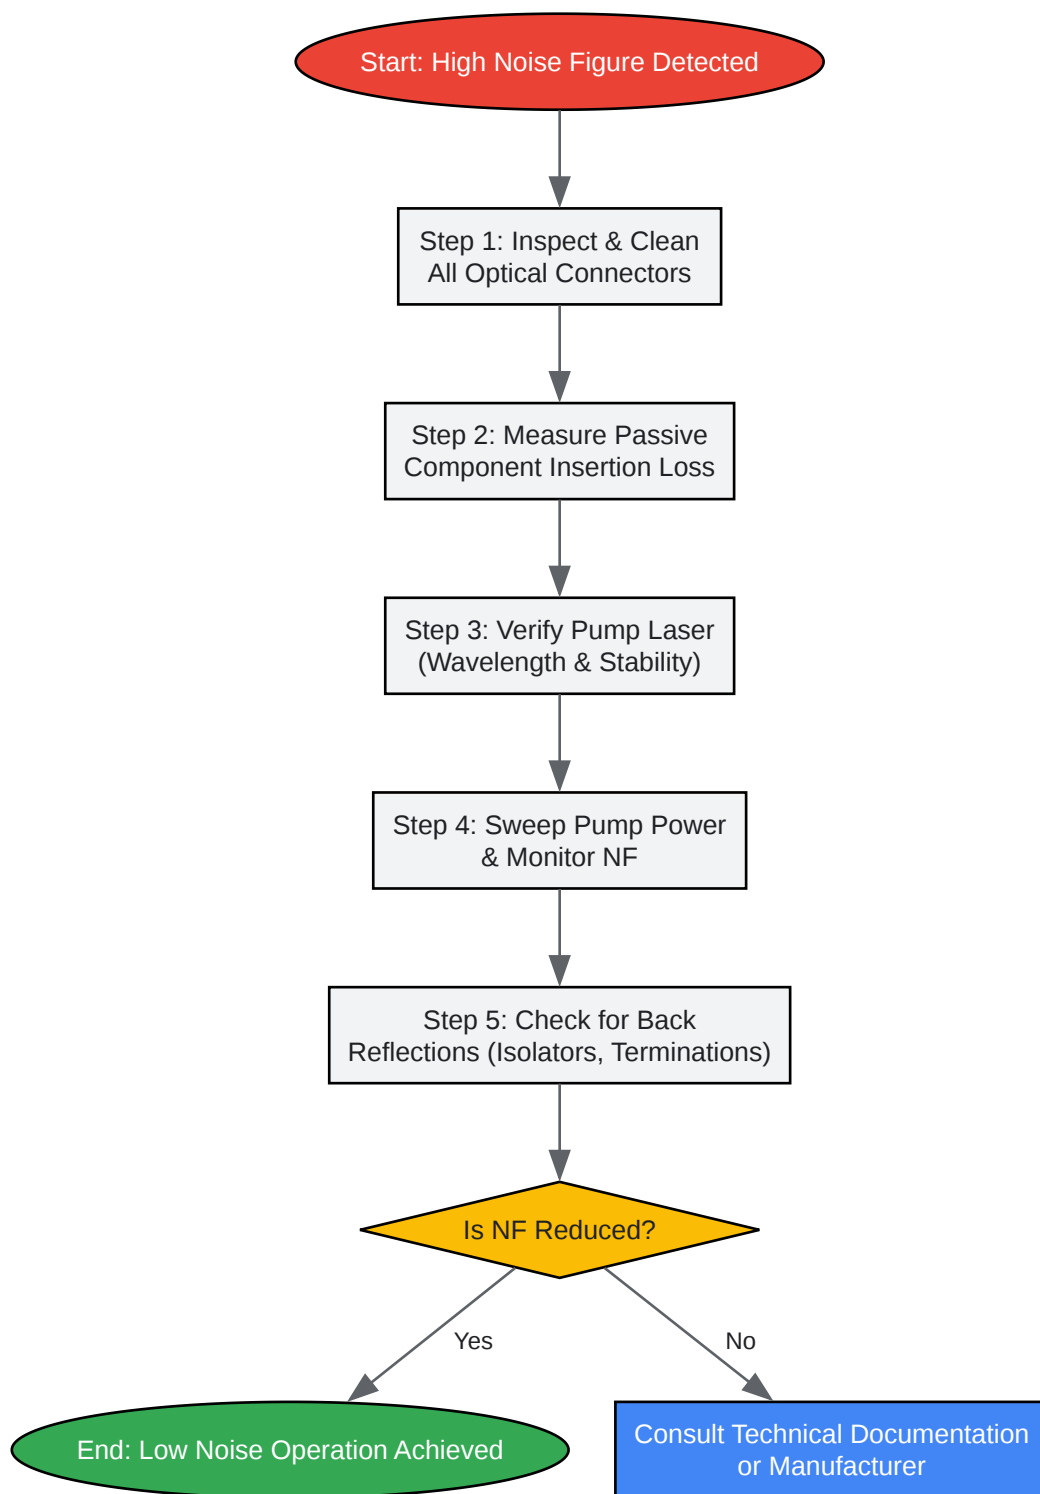 Start: High Noise Figure Detected
Step 1: Inspect & Clean
All Optical Connectors
Step 2: Measure Passive
Component Insertion Loss
Step 3: Verify Pump Laser
(Wavelength & Stability)
Step 4: Sweep Pump Power
& Monitor NF
Step 5: Check for Back
Reflections (Isolators, Terminations)
Is NF Reduced?
Yes
No
End: Low Noise Operation Achieved
Consult Technical Documentation
or Manufacturer